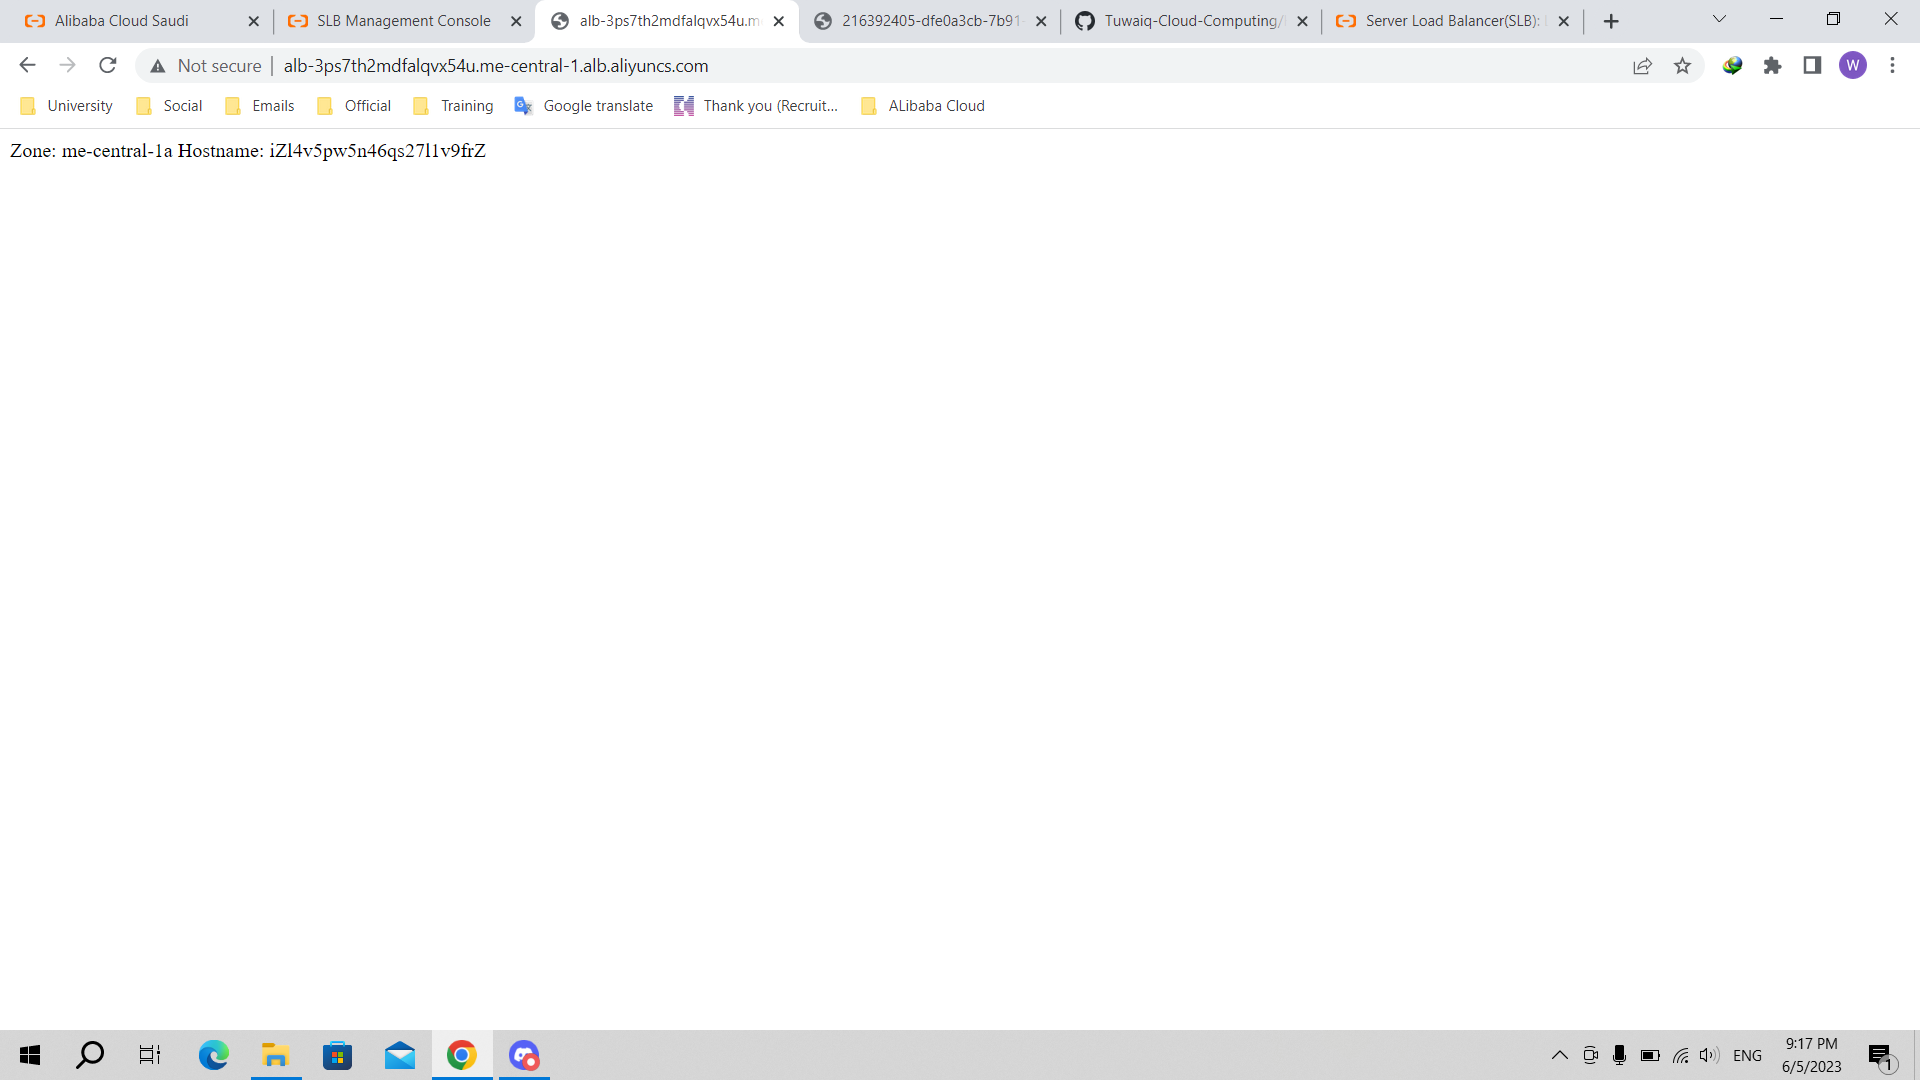 Alibaba Cloud Saudi
SLB Management Console
alb-3ps7th2mdfalqvx54u.m
216392405-dfe0a3cb-7b91-
Tuwaiq-Cloud-Computing/
Server Load Balancer(SLB):
Not secure
alb-3ps7th2mdfalqvx54u.me-central-1.alb.aliyuncs.com
W
University
Social
Emails
Official
Training
Google translate
Thank you (Recruit...
ALibaba Cloud
Zone: me-central-1a Hostname: iZl4v5pw5n46qs27l1v9frZ
ENG
9:17 PM
6/5/2023
1